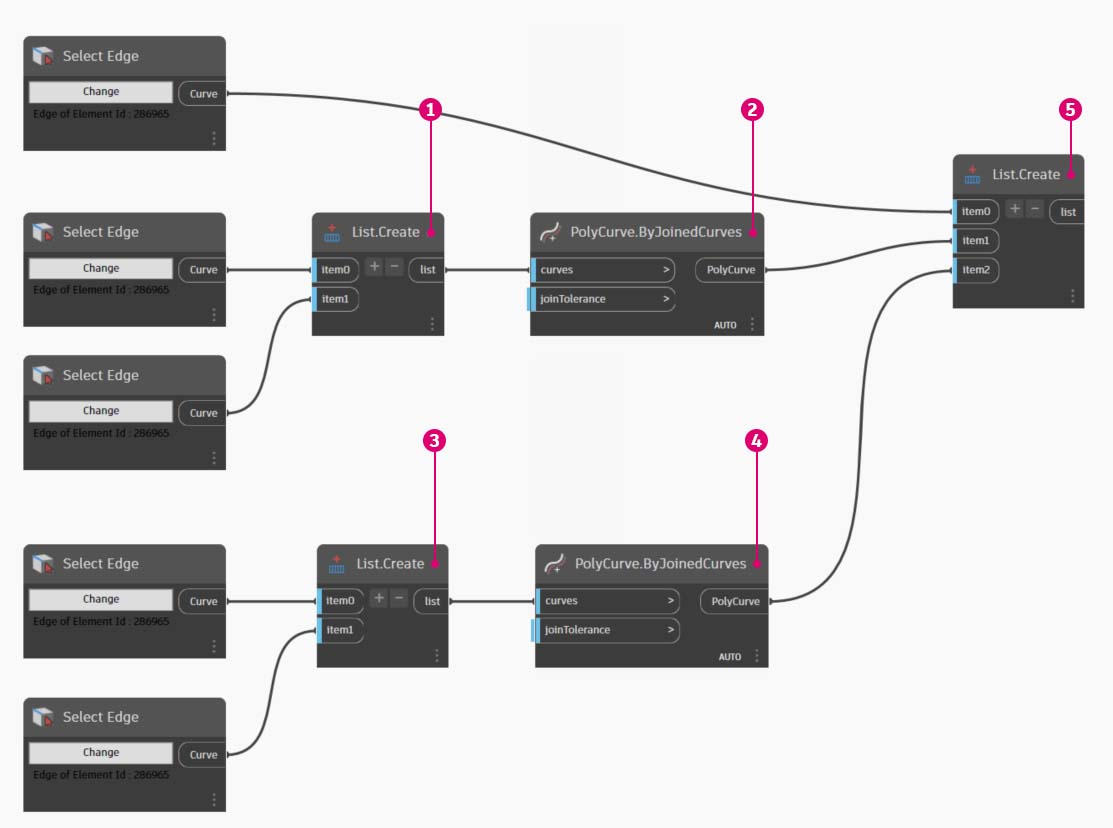 Select Edge
Change
Curve
Edge of Element Id : 286965
1
2
5
List.Create
item0
+
−
list
item1
item2
Select Edge
Change
Curve
Edge of Element Id : 286965
List.Create
item0
+
−
list
item1
PolyCurve.ByJoinedCurves
curves
>
PolyCurve
joinTolerance
>
AUTO
Select Edge
Change
Curve
Edge of Element Id : 286965
3
4
Select Edge
Change
Curve
Edge of Element Id : 286965
List.Create
item0
+
−
list
item1
PolyCurve.ByJoinedCurves
curves
>
PolyCurve
joinTolerance
>
AUTO
Select Edge
Change
Curve
Edge of Element Id : 286965